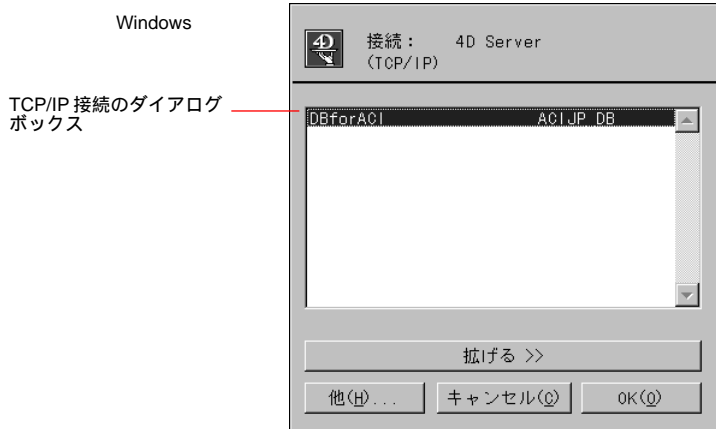 Windows
接続： 4D Server
(TCP/IP)
TCP/IP 接続のダイアログ
ボックス
DBforACI ACIJP DB
拡げる >>
他(H)... キャンセル(C) OK(O)
4D